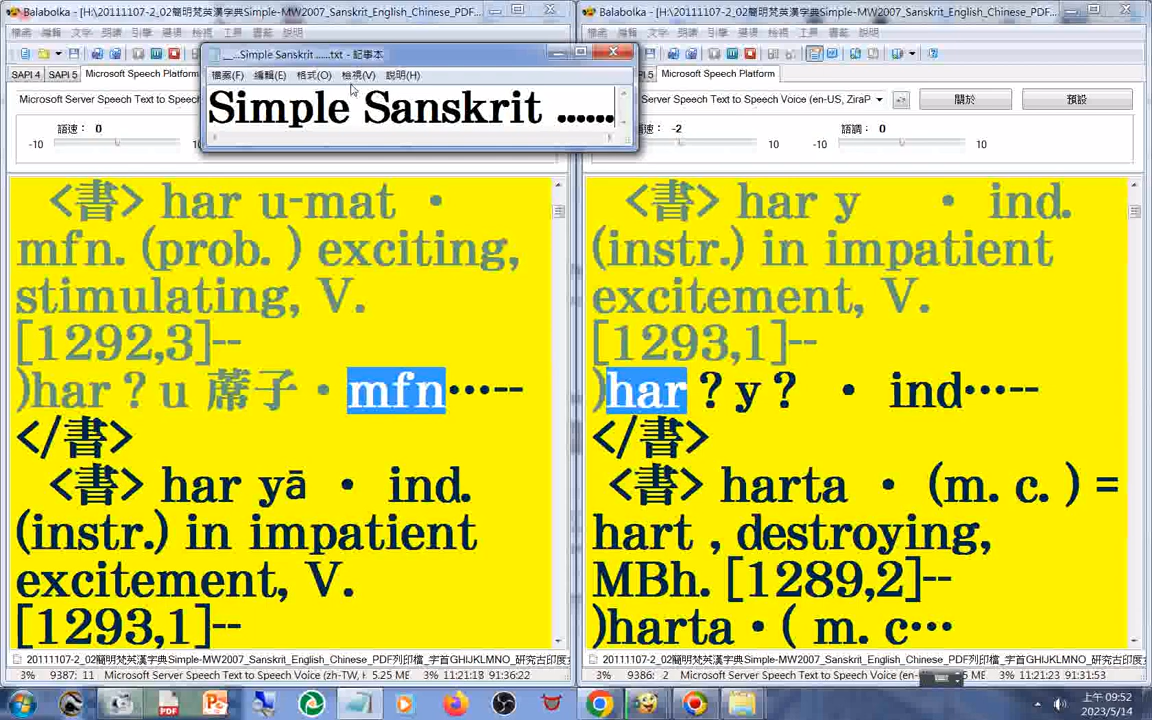 Balabolka - [H:\20111107-2_02簡明梵英漢字典Simple-MW2007_Sanskrit_English_Chinese_PDF...
Balabolka - [H:\20111107-2_02簡明梵英漢字典Simple-MW2007_Sanskrit_English_Chinese_PDF...
__...Simple Sanskrit ......txt - 記事本
檔案(F) 編輯(E) 格式(O) 檢視(V) 說明(H)
Simple Sanskrit ......
SAPI 4 SAPI 5 Microsoft Speech Platform
Microsoft Speech Platform
Microsoft Server Speech Text to Speech
Server Speech Text to Speech Voice (en-US, ZiraP
關於 預設
語速： 0
-10 10
語速： -2 語調： 0
10 -10 10
<書> har u-mat •
mfn. (prob. ) exciting,
stimulating, V.
[1292,3]--
)har ? u 蓆子 • mfn…--
</書>
<書> har yā • ind.
(instr.) in impatient
excitement, V.
[1293,1]--
<書> har y • ind.
(instr.) in impatient
excitement, V.
[1293,1]--
)har ? y ? • ind…--
</書>
<書> harta • (m. c. ) =
hart , destroying,
MBh. [1289,2]--
)harta • ( m. c…
20111107-2_02簡明梵英漢字典Simple-MW2007_Sanskrit_English_Chinese_PDF列印檔_字首GHIJKLMNO_研究古印度
20111107-2_02簡明梵英漢字典Simple-MW2007_Sanskrit_English_Chinese_PDF列印檔_字首GHIJKLMNO_研究古印度
3% 9387; 11 Microsoft Server Speech Text to Speech Voice (zh-TW, H 5.25 ME 3% 11:21:18 91:36:22
3% 9386: 2 Microsoft Server Speech Text to Speech Voice 5.25 MB 3% 11:21:13 91:31:53
上午 09:52
2023/5/14